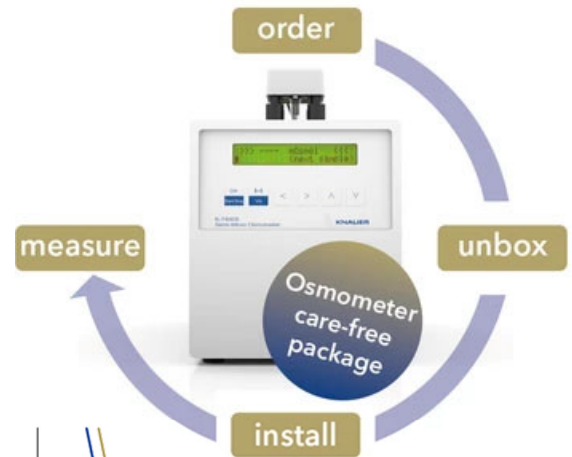 order
KNAUER
measure
unbox
Osmometer
care-free
package
install